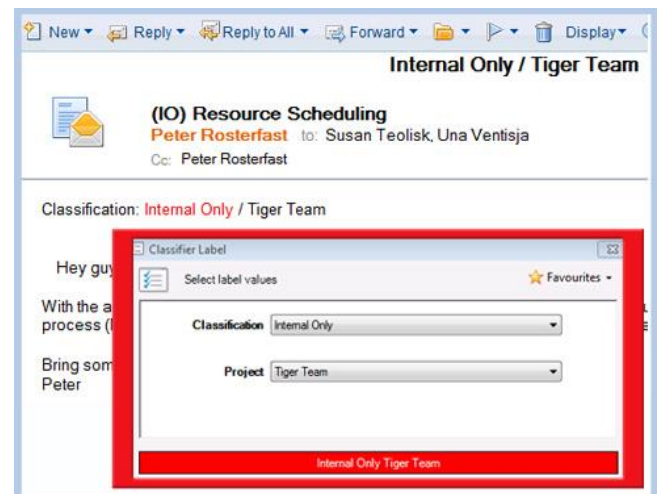 New Reply Reply to All Forward Display
Internal Only / Tiger Team
(IO) Resource Scheduling
Peter Rosterfast to: Susan Teolisk, Una Ventisja
Cc: Peter Rosterfast
Classification: Internal Only / Tiger Team
Classifier Label
Hey guy
Select label values Favourites
With the a
process (
Classification Internal Only
Bring som
Project Tiger Team
Peter
Internal Only Tiger Team